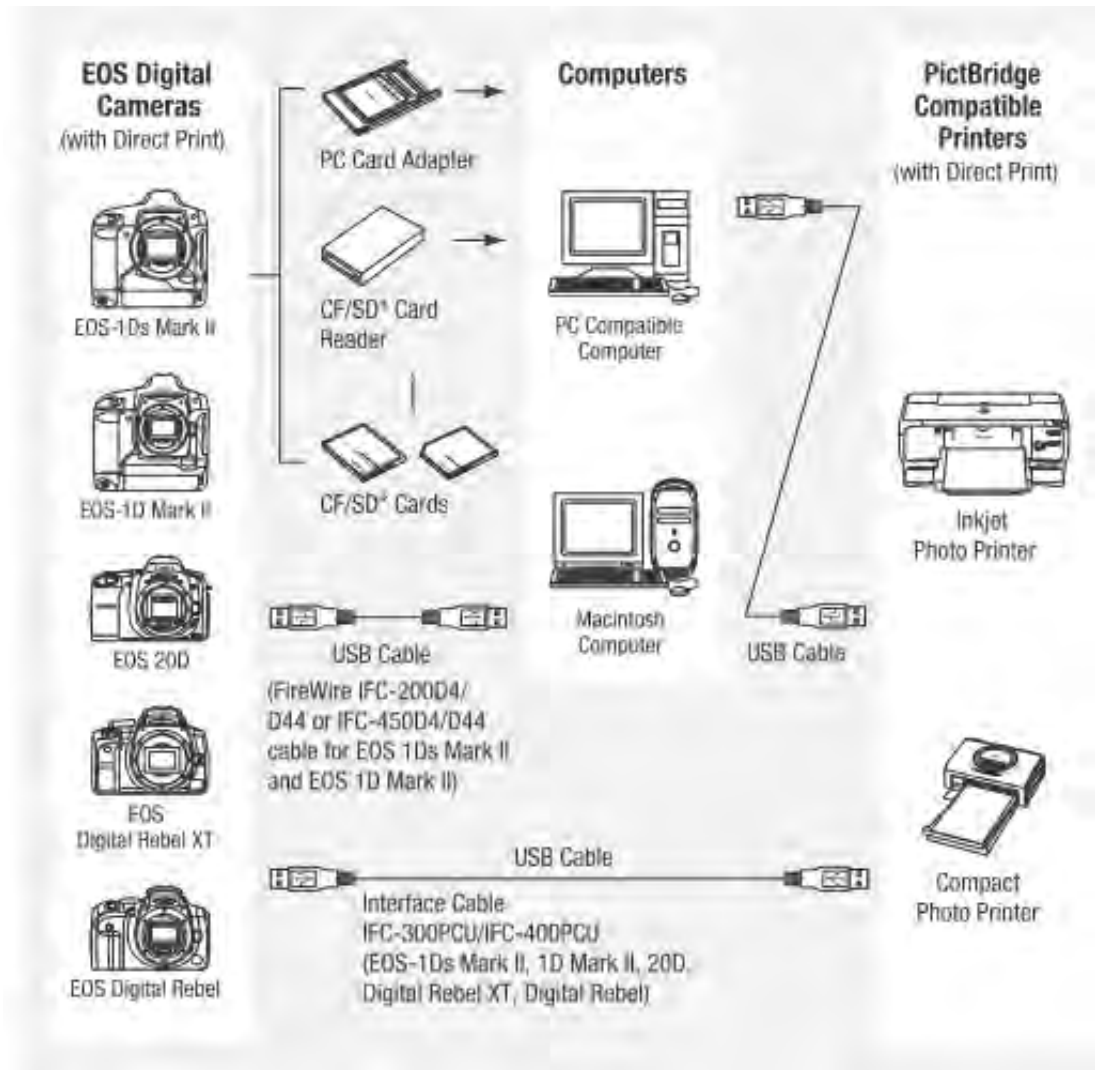 EOS Digital
Cameras
(with Direct Print)
EOS-1Ds Mark II
EOS-1D Mark II
EOS 20D
EOS
Digital Rebel XT
EOS Digital Rebel
PC Card Adapter
CF/SD* Card
Reader
CF/SD* Cards
USB Cable
(FireWire IFC-200D4/
D44 or IFC-450D4/D44
cable for EOS 1Ds Mark II
and EOS 1D Mark II)
USB Cable
Interface Cable
IFC-300PCU/IFC-400PCU
(EOS-1Ds Mark II, 1D Mark II, 20D,
Digital Rebel XT, Digital Rebel)
Computers
PC Compatible
Computer
Macintosh
Computer
USB Cable
PictBridge
Compatible
Printers
(with Direct Print)
Inkjet
Photo Printer
Compact
Photo Printer